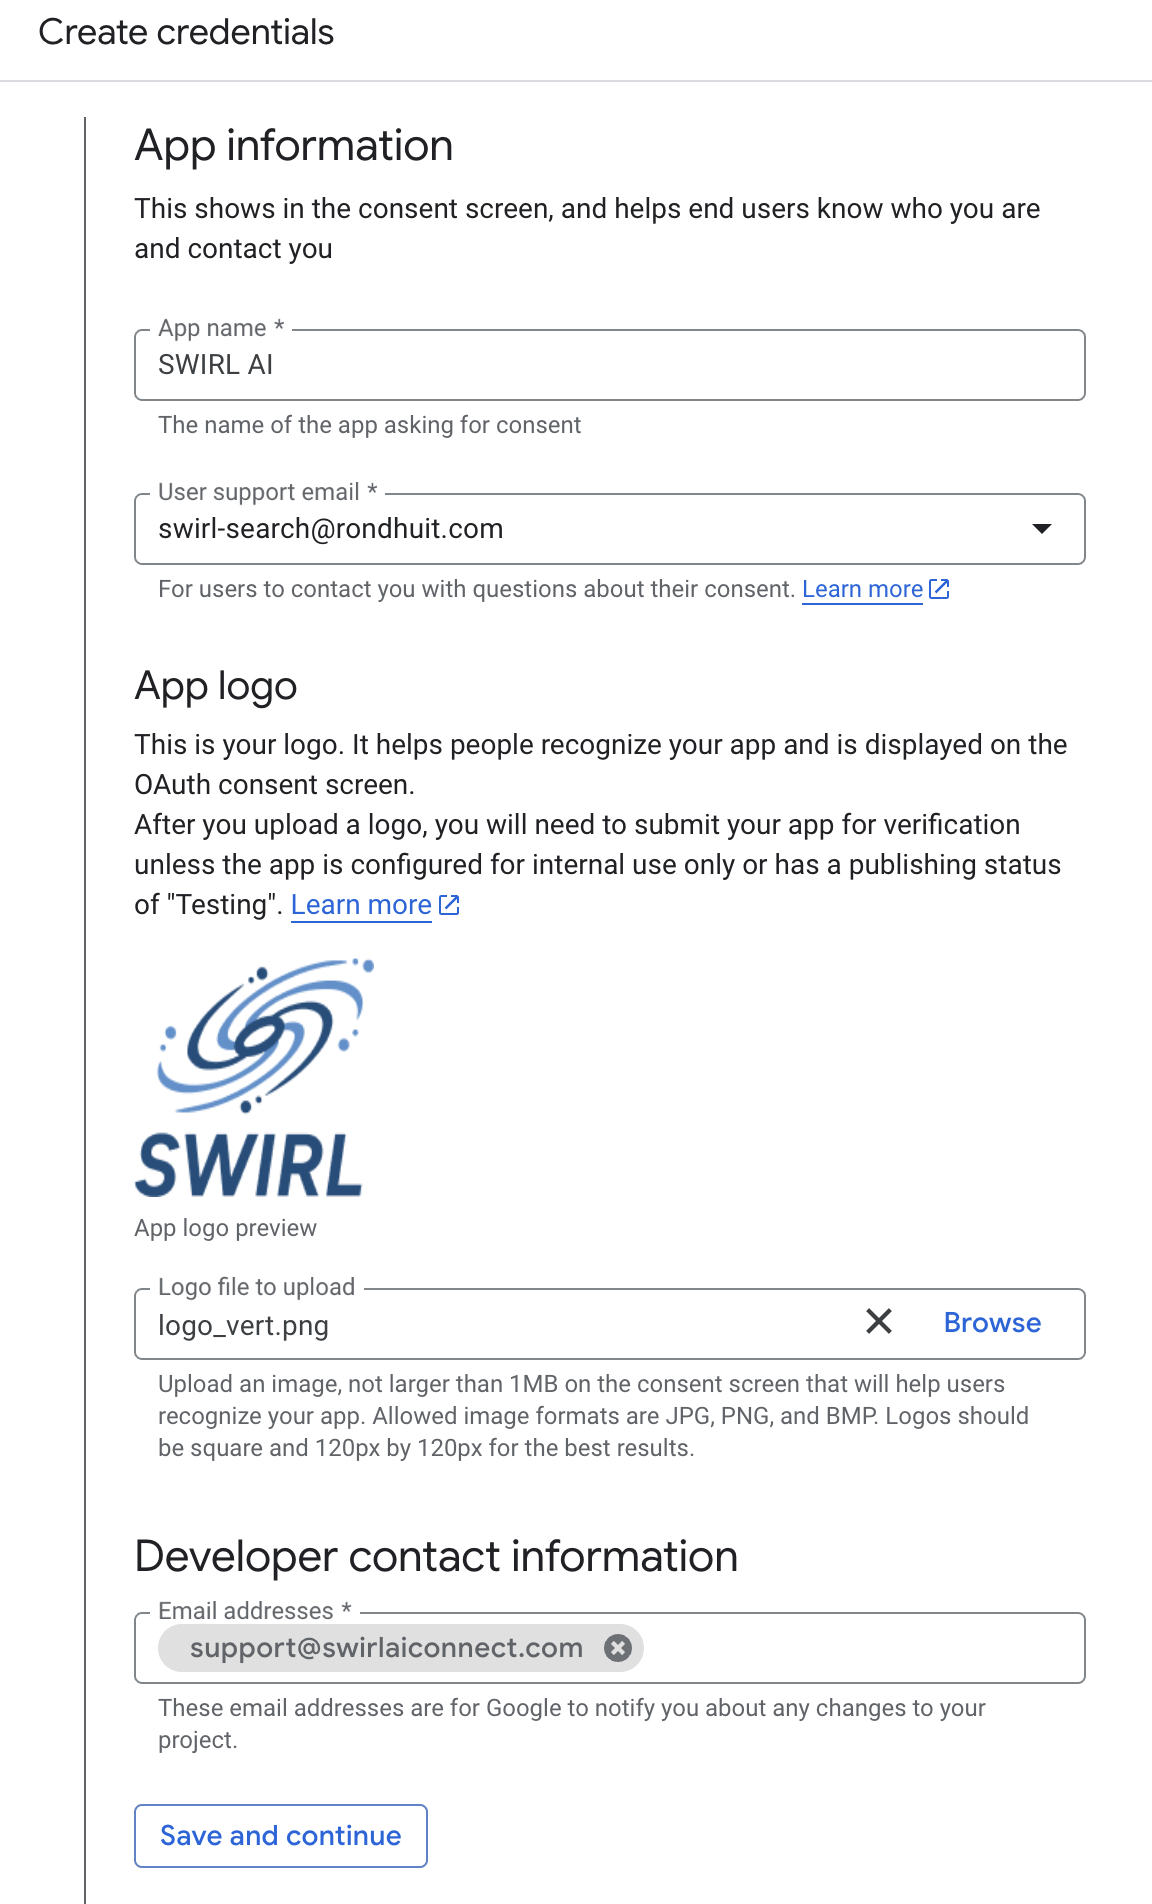 Create credentials
App information
This shows in the consent screen, and helps end users know who you are
and contact you
App name *
SWIRL AI
The name of the app asking for consent
User support email *
swirl-search@rondhuit.com
For users to contact you with questions about their consent. Learn more
App logo
This is your logo. It helps people recognize your app and is displayed on the
OAuth consent screen.
After you upload a logo, you will need to submit your app for verification
unless the app is configured for internal use only or has a publishing status
of "Testing". Learn more
SWIRL
App logo preview
Logo file to upload
logo_vert.png
Browse
Upload an image, not larger than 1MB on the consent screen that will help users
recognize your app. Allowed image formats are JPG, PNG, and BMP. Logos should
be square and 120px by 120px for the best results.
Developer contact information
Email addresses *
support@swirlaiconnect.com
These email addresses are for Google to notify you about any changes to your
project.
Save and continue